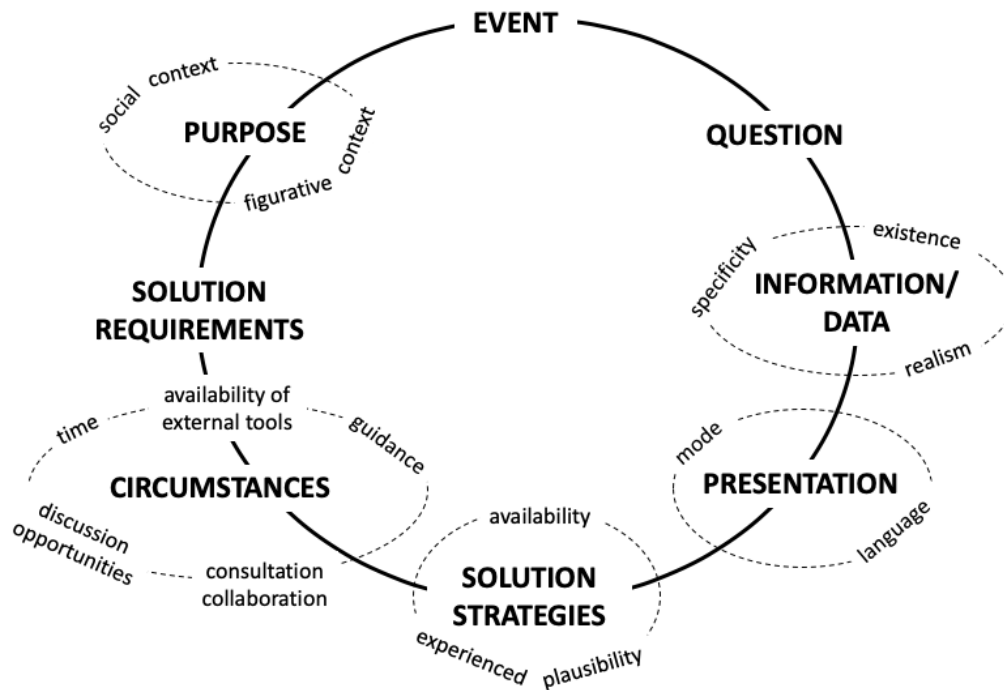 EVENT
QUESTION
existence
specificity
INFORMATION/
DATA
realism
mode
PRESENTATION
language
availability
SOLUTION
STRATEGIES
experienced plausibility
availability of
external tools
time
guidance
CIRCUMSTANCES
discussion
opportunities
consultation
collaboration
SOLUTION
REQUIREMENTS
social context
PURPOSE
figurative context